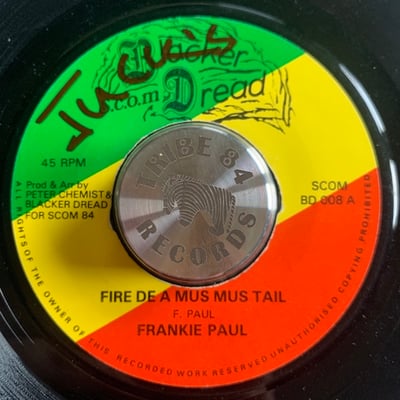 Blacker
Dread
.c.o.m
Jucuis
45 RPM
Prod & Arr by
PETER CHEMIST &
BLACKER DREAD
FOR SCOM 84
SCOM
BD 008 A
TRIBE 84
RECORDS
FIRE DE A MUS MUS TAIL
F. PAUL
FRANKIE PAUL
ALL RIGHTS OF THE OWNER OF THIS RECORDED WORK RESERVED UNAUTHORISED COPYING PROHIBITED